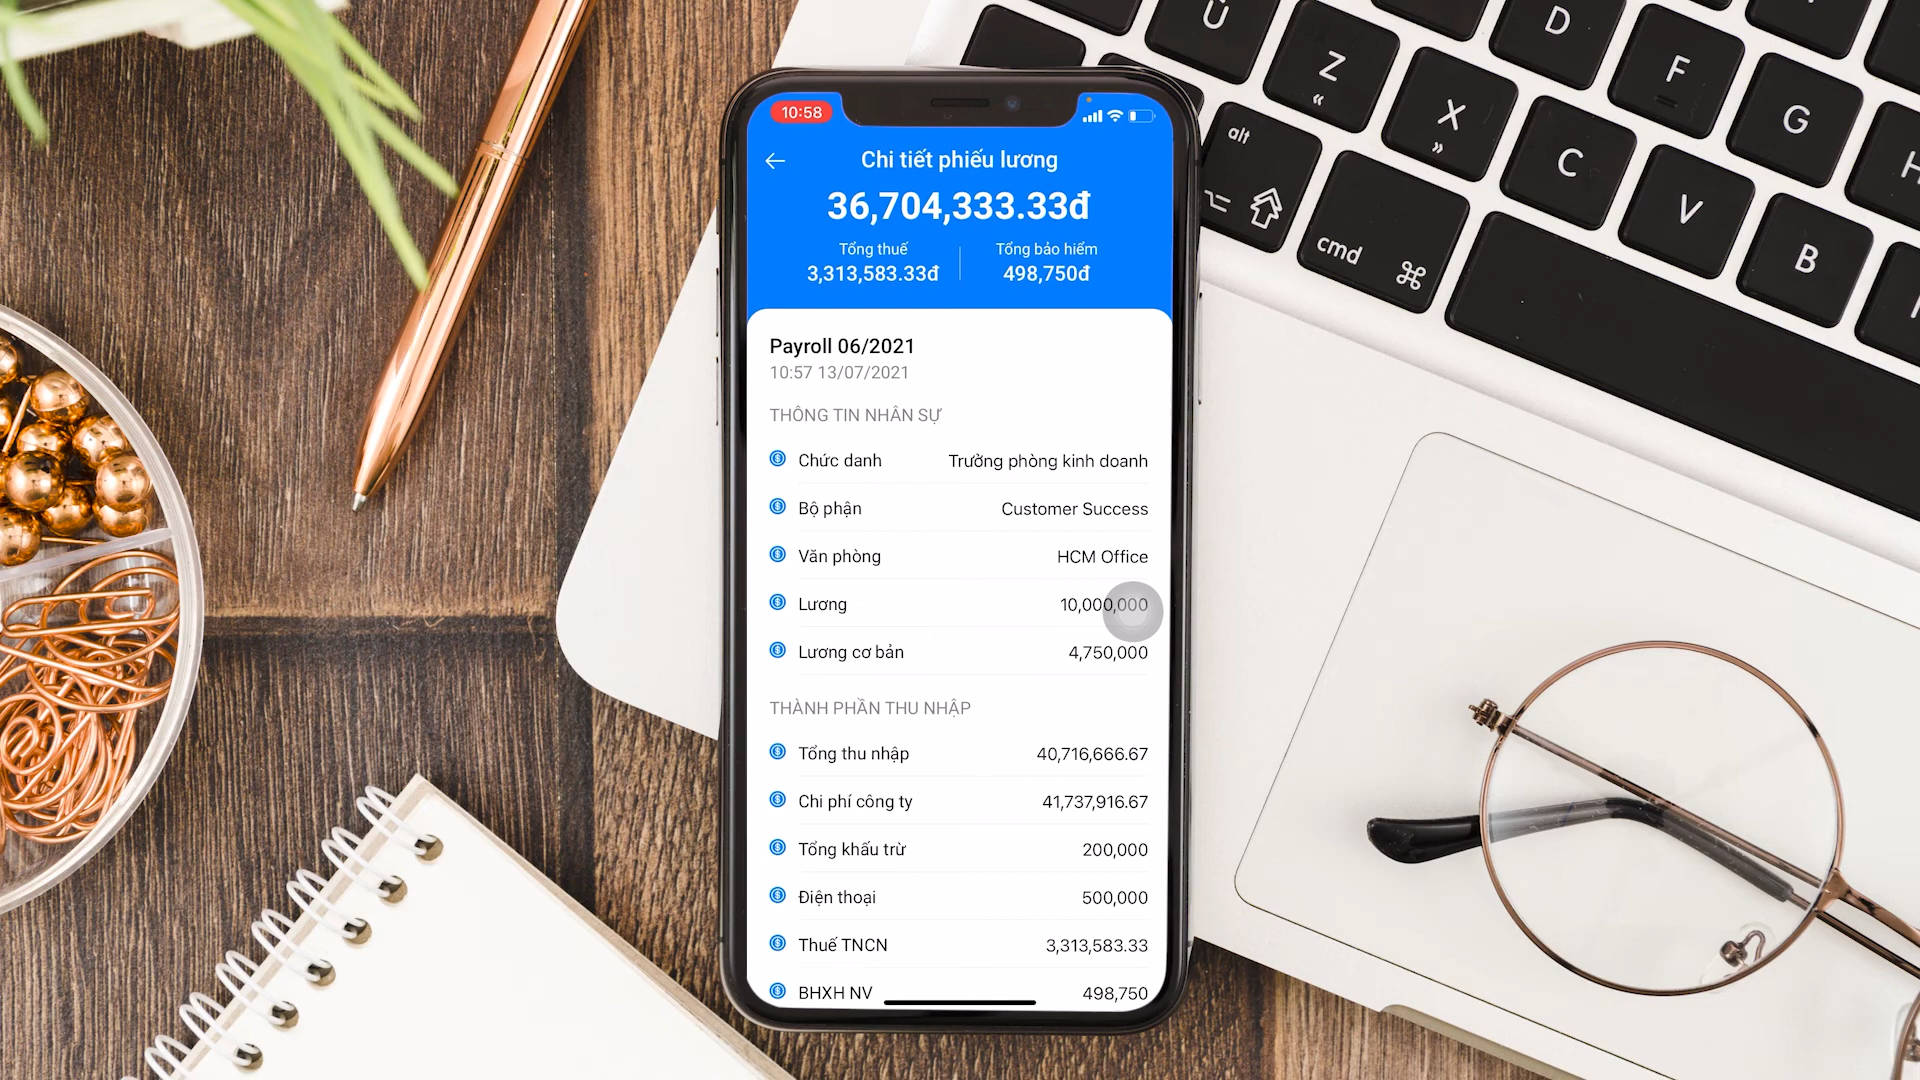 10:58
Chi tiết phiếu lương
36,704,333.33đ
Tổng thuế
3,313,583.33đ
Tổng bảo hiểm
498,750đ
Payroll 06/2021
10:57 13/07/2021
THÔNG TIN NHÂN SỰ
Chức danh Trưởng phòng kinh doanh
Bộ phận Customer Success
Văn phòng HCM Office
Lương 10,000,000
Lương cơ bản 4,750,000
THÀNH PHẦN THU NHẬP
Tổng thu nhập 40,716,666.67
Chi phí công ty 41,737,916.67
Tổng khấu trừ 200,000
Điện thoại 500,000
Thuế TNCN 3,313,583.33
BHXH NV 498,750
Ü
D
Z
«
F
X
»
G
alt
C
H
V
cmd ⌘
B